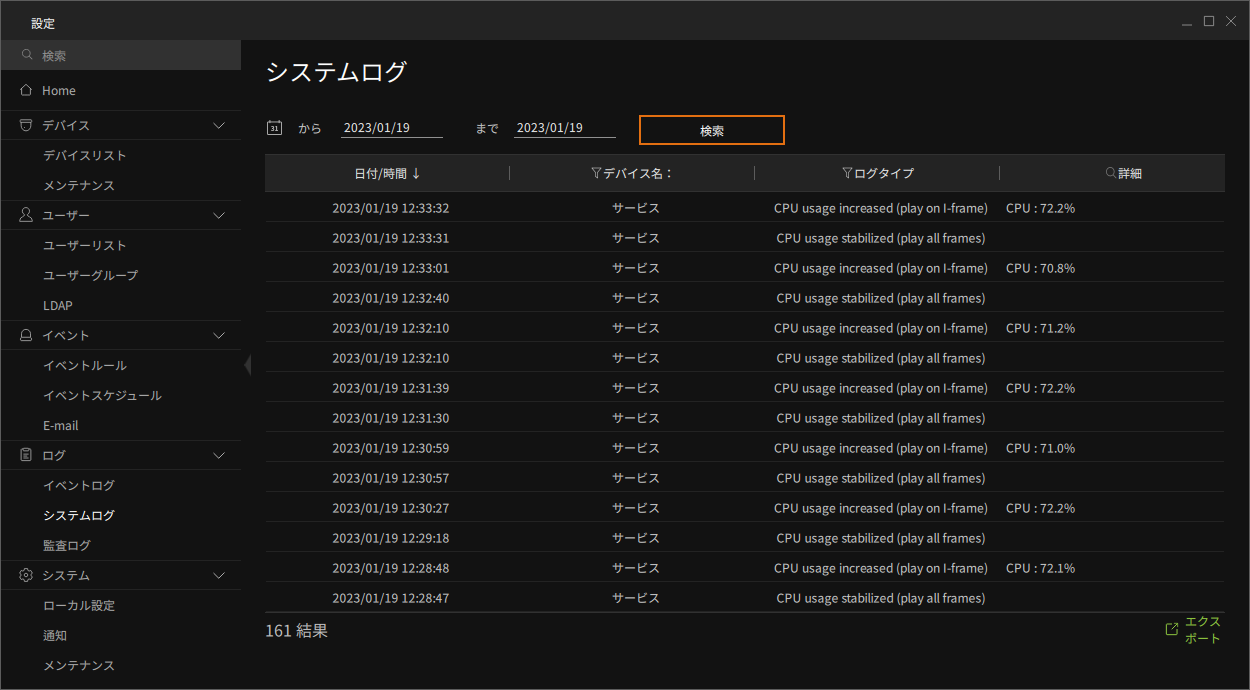 設定
検索
Home
デバイス
デバイスリスト
メンテナンス
ユーザー
ユーザーリスト
ユーザーグループ
LDAP
イベント
イベントルール
イベントスケジュール
E-mail
ログ
イベントログ
システムログ
監査ログ
システム
ローカル設定
通知
メンテナンス
システムログ
31 から 2023/01/19 まで 2023/01/19 検索
日付/時間 ↓ デバイス名： ログタイプ 詳細
2023/01/19 12:33:32 サービス CPU usage increased (play on I-frame) CPU : 72.2%
2023/01/19 12:33:31 サービス CPU usage stabilized (play all frames)
2023/01/19 12:33:01 サービス CPU usage increased (play on I-frame) CPU : 70.8%
2023/01/19 12:32:40 サービス CPU usage stabilized (play all frames)
2023/01/19 12:32:10 サービス CPU usage increased (play on I-frame) CPU : 71.2%
2023/01/19 12:32:10 サービス CPU usage stabilized (play all frames)
2023/01/19 12:31:39 サービス CPU usage increased (play on I-frame) CPU : 72.2%
2023/01/19 12:31:30 サービス CPU usage stabilized (play all frames)
2023/01/19 12:30:59 サービス CPU usage increased (play on I-frame) CPU : 71.0%
2023/01/19 12:30:57 サービス CPU usage stabilized (play all frames)
2023/01/19 12:30:27 サービス CPU usage increased (play on I-frame) CPU : 72.2%
2023/01/19 12:29:18 サービス CPU usage stabilized (play all frames)
2023/01/19 12:28:48 サービス CPU usage increased (play on I-frame) CPU : 72.1%
2023/01/19 12:28:47 サービス CPU usage stabilized (play all frames)
161 結果
エクス
ポート